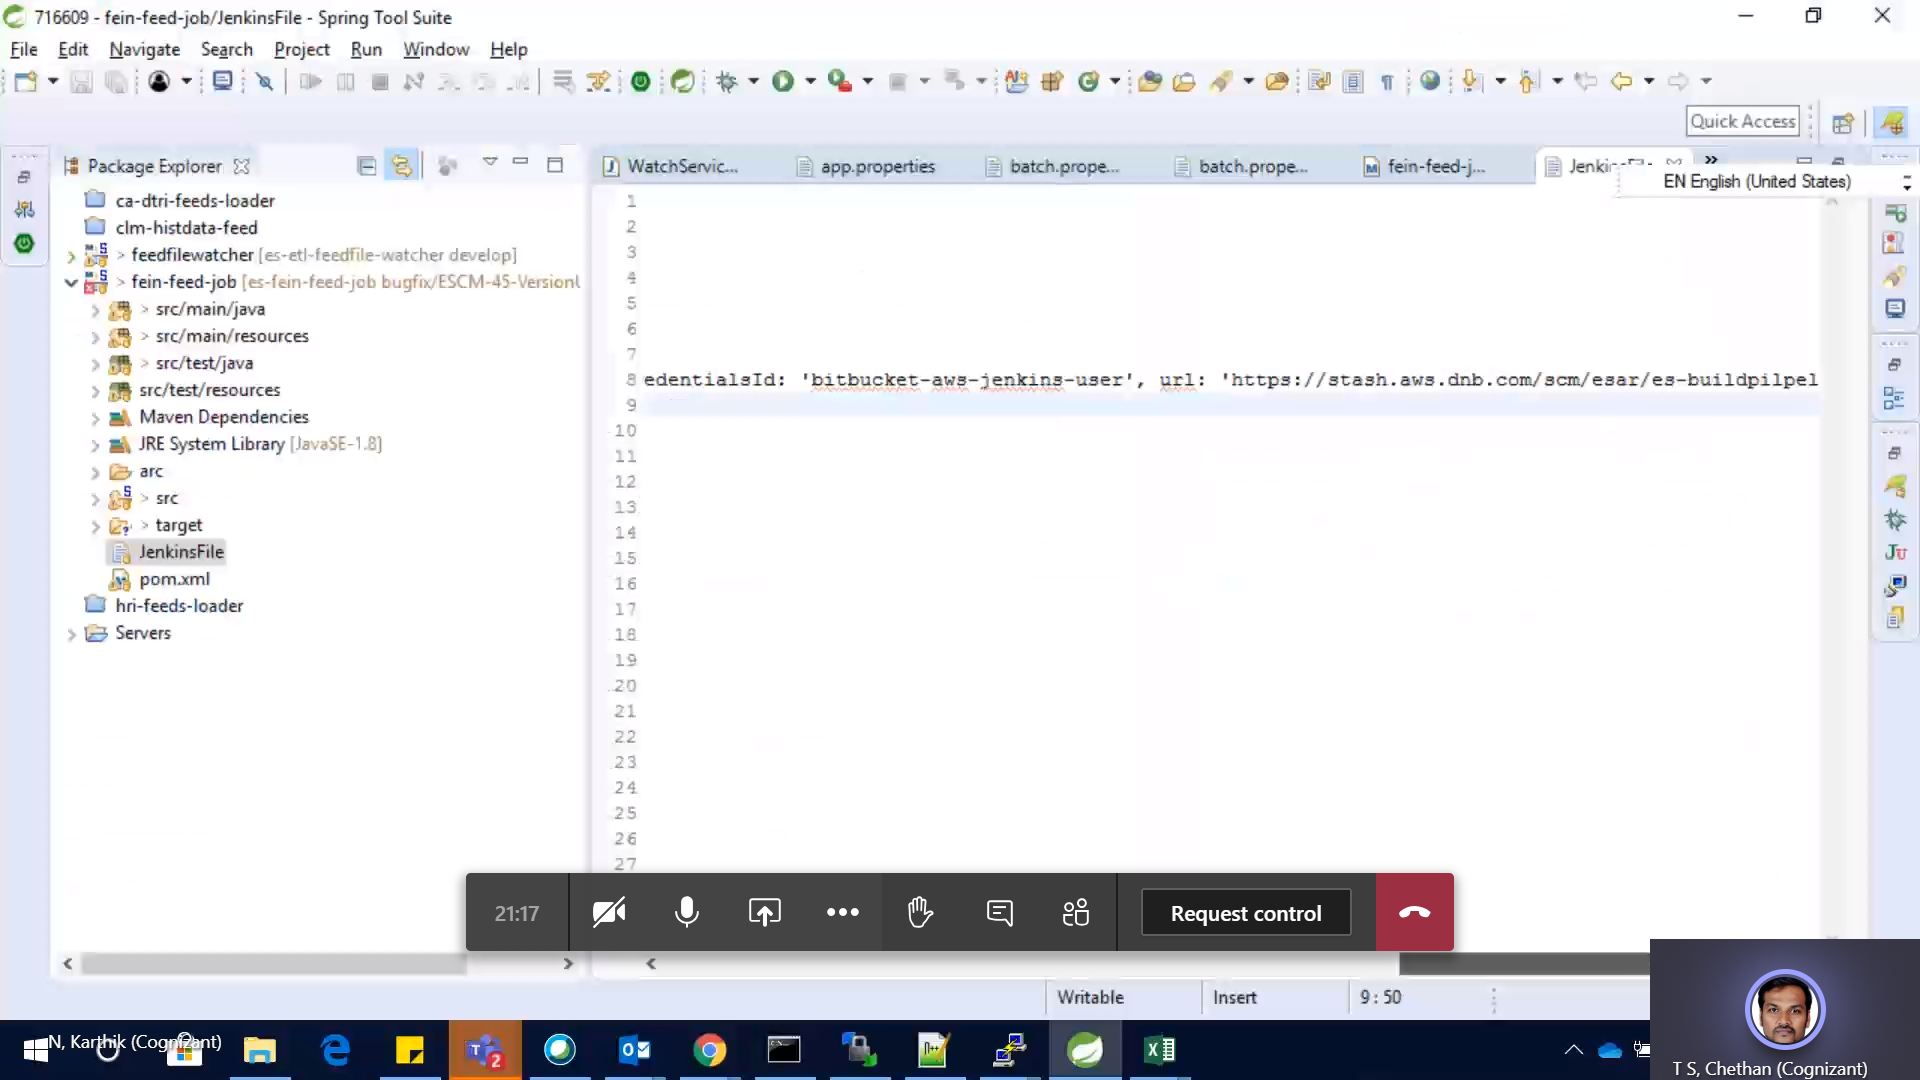 716609 - fein-feed-job/JenkinsFile - Spring Tool Suite
File Edit Navigate Search Project Run Window Help
Quick Access
Package Explorer
WatchServic... app.properties batch.prope... batch.prope... fein-feed-j...
EN English (United States)
ca-dtri-feeds-loader
clm-histdata-feed
> feedfilewatcher [es-etl-feedfile-watcher develop]
> fein-feed-job [es-fein-feed-job bugfix/ESCM-45-Version
> src/main/java
> src/main/resources
> src/test/java
src/test/resources
Maven Dependencies
JRE System Library [JavaSE-1.8]
arc
> src
> target
JenkinsFile
pom.xml
hri-feeds-loader
Servers
1
2
3
4
5
6
7
8 edentialsId: 'bitbucket-aws-jenkins-user', url: 'https://stash.aws.dnb.com/scm/esar/es-buildpilpel
9
10
11
12
13
14
15
16
17
18
19
20
21
22
23
24
25
26
27
21:17
Request control
Writable Insert 9 : 50
N, Karthik (Cognizant)
T S, Chethan (Cognizant)